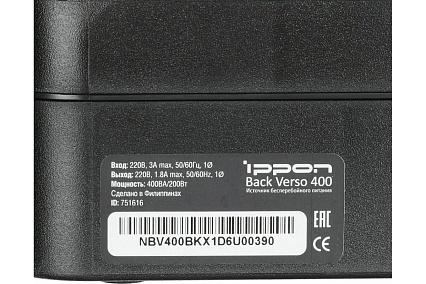 Вход: 220В, 3А max, 50/60Гц, 1Ø
Выход: 220В, 1.8А max, 50/60Hz, 1Ø
Мощность: 400ВА/200Вт
Сделано в Филиппинах
ID: 751616
ippon
Back Verso 400
Источник бесперебойного питания
NBV400BKX1D6U00390
EAC
CE